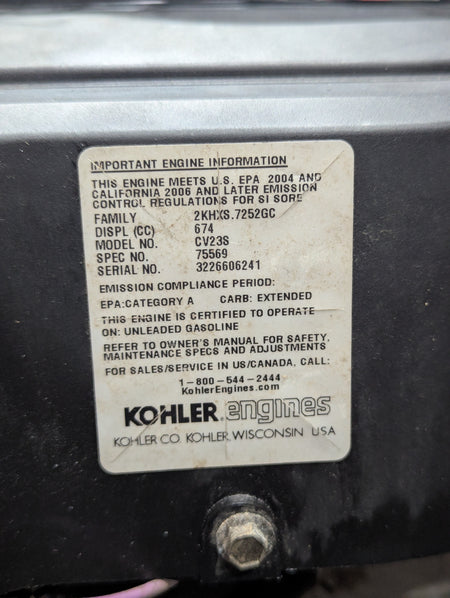 IMPORTANT ENGINE INFORMATION
THIS ENGINE MEETS U.S. EPA 2004 AND
CALIFORNIA 2006 AND LATER EMISSION
CONTROL REGULATIONS FOR SI SORE
FAMILY 2KHXS.7252GC
DISPL (CC) 674
MODEL NO. CV23S
SPEC NO. 75569
SERIAL NO. 3226606241
EMISSION COMPLIANCE PERIOD:
EPA:CATEGORY A CARB: EXTENDED
THIS ENGINE IS CERTIFIED TO OPERATE
ON: UNLEADED GASOLINE
REFER TO OWNER'S MANUAL FOR SAFETY,
MAINTENANCE SPECS AND ADJUSTMENTS
FOR SALES/SERVICE IN US/CANADA, CALL:
1-800-544-2444
KohlerEngines.com
KOHLER engines
KOHLER CO. KOHLER, WISCONSIN USA